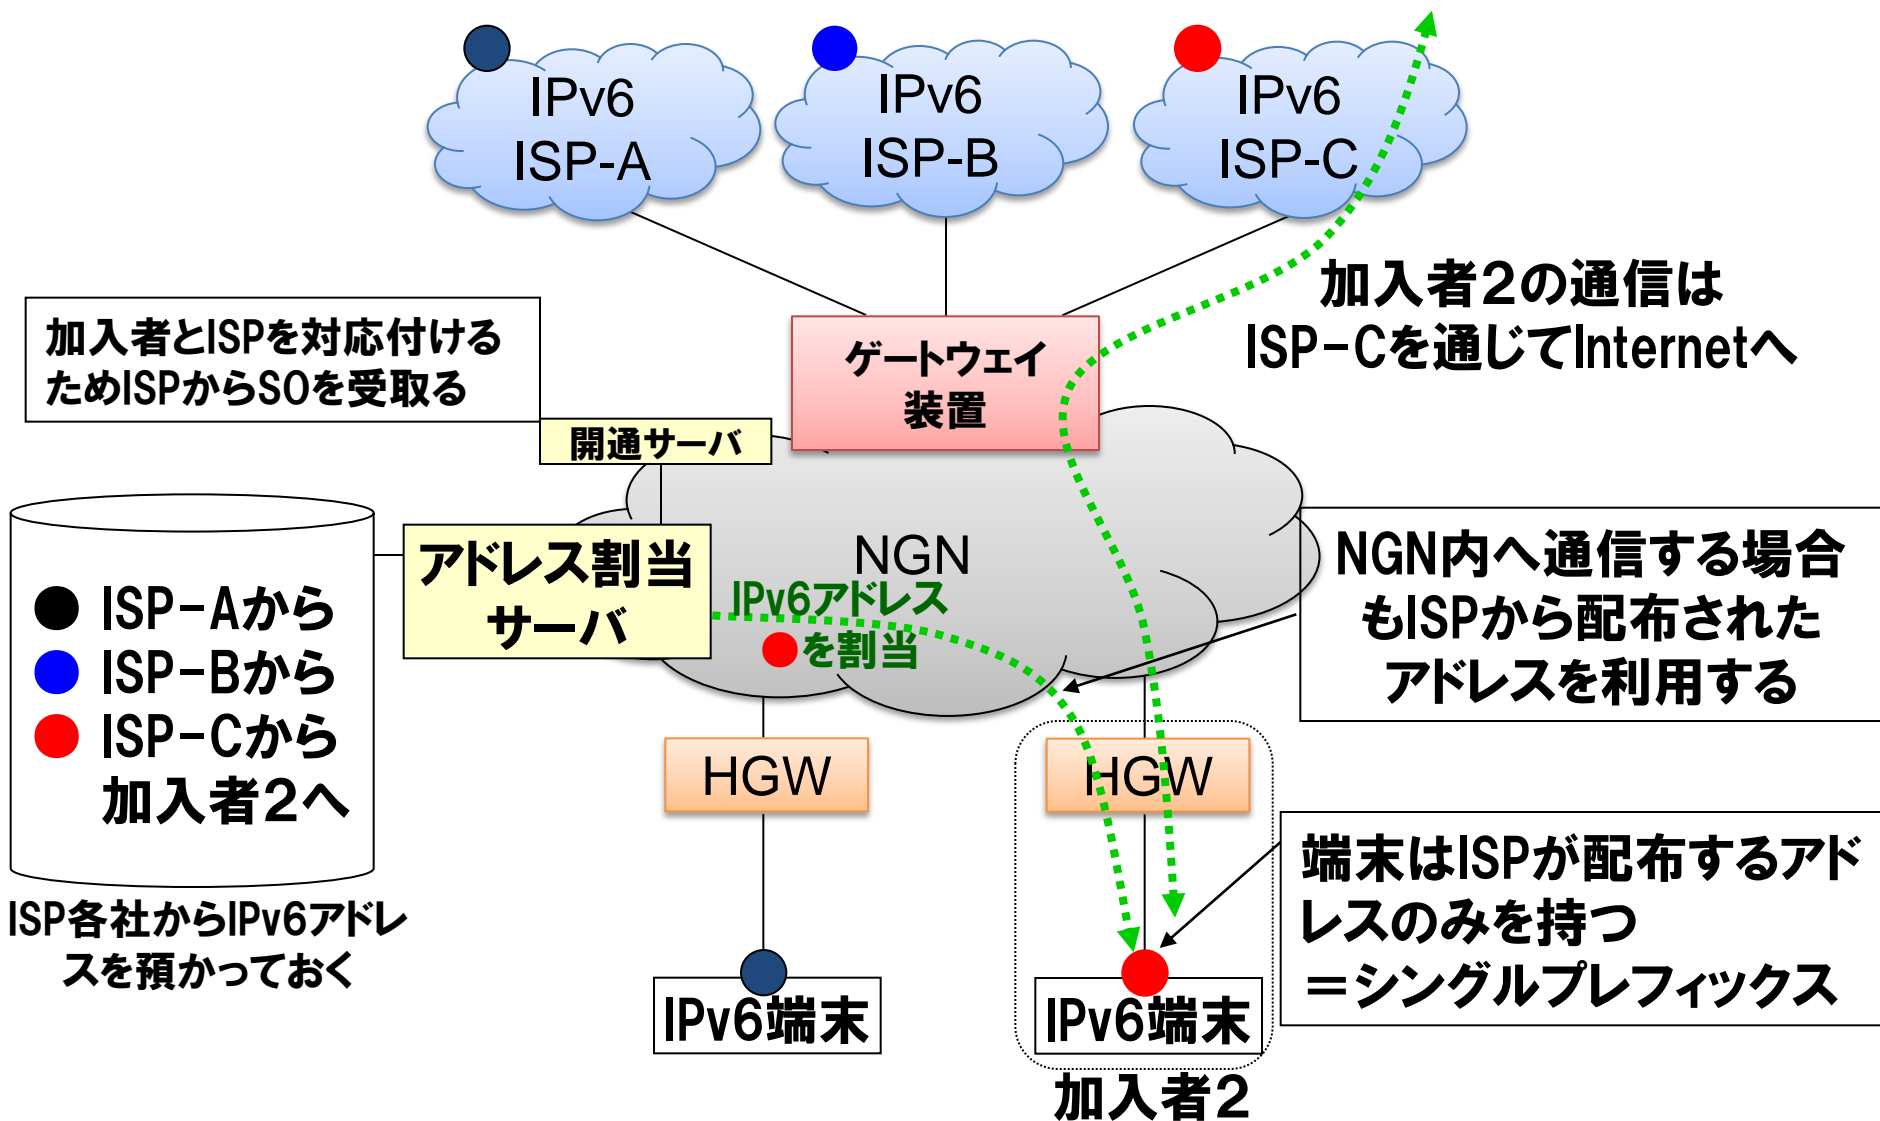 IPv6
ISP-A
IPv6
ISP-B
IPv6
ISP-C
加入者2の通信は
ISP-Cを通じてInternetへ
加入者とISPを対応付ける
ためISPからSOを受取る
ゲートウェイ
装置
開通サーバ
アドレス割当
サーバ
NGN
IPv6アドレス
を割当
NGN内へ通信する場合
もISPから配布された
アドレスを利用する
ISP-Aから
ISP-Bから
ISP-Cから
加入者2へ
ISP各社からIPv6アドレ
スを預かっておく
HGW
HGW
端末はISPが配布するアド
レスのみを持つ
=シングルプレフィックス
IPv6端末
IPv6端末
加入者2